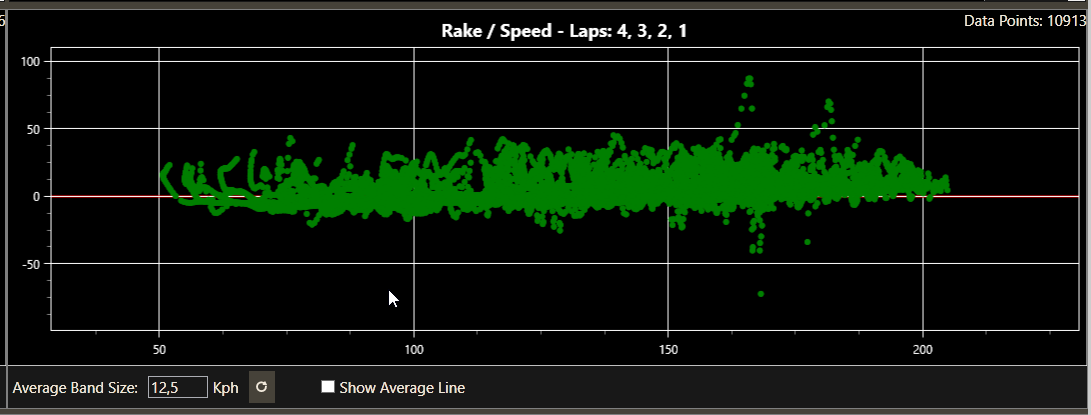 6
Data Points: 10913
Rake / Speed - Laps: 4, 3, 2, 1
100
50
0
-50
50 100 150 200
Average Band Size: 12,5 Kph Show Average Line